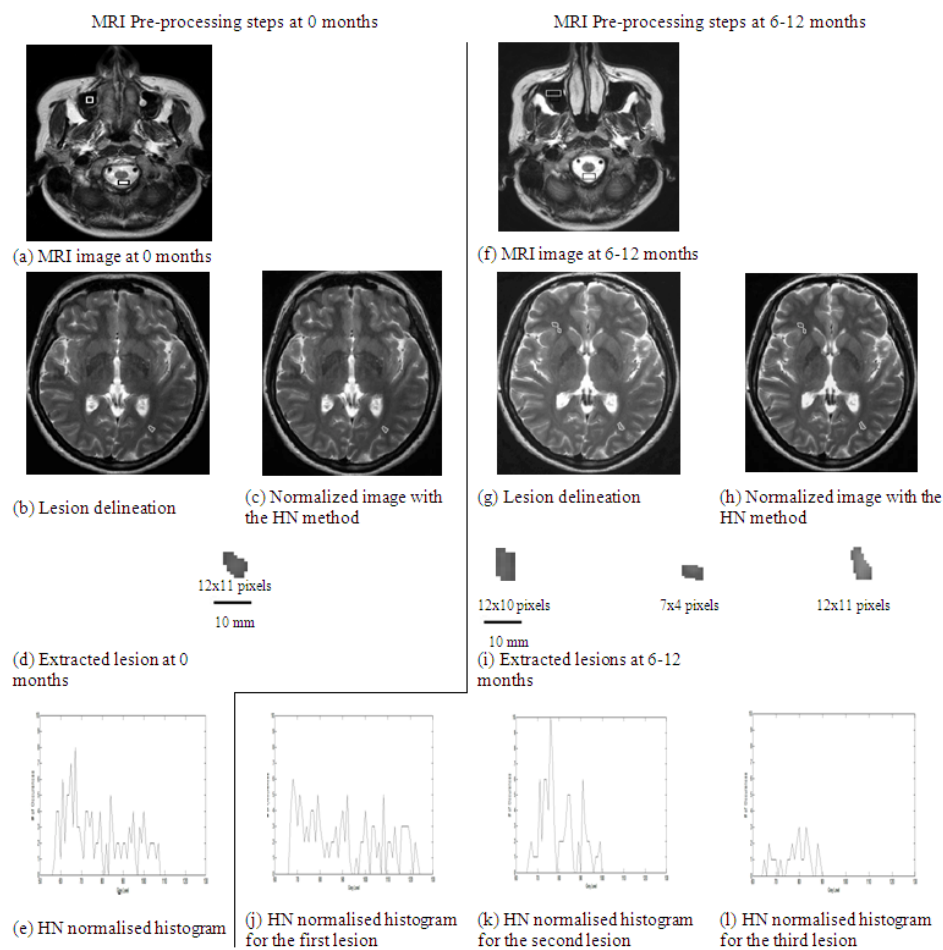 MRI Pre-processing steps at 0 months
MRI Pre-processing steps at 6-12 months
(a) MRI image at 0 months
(f) MRI image at 6-12 months
(b) Lesion delineation
(c) Normalized image with
the HN method
(g) Lesion delineation
(h) Normalized image with the
HN method
12x11 pixels
10 mm
12x10 pixels
7x4 pixels
12x11 pixels
10 mm
(d) Extracted lesion at 0
months
(i) Extracted lesions at 6-12
months
(e) HN normalised histogram
(j) HN normalised histogram
for the first lesion
(k) HN normalised histogram
for the second lesion
(l) HN normalised histogram
for the third lesion